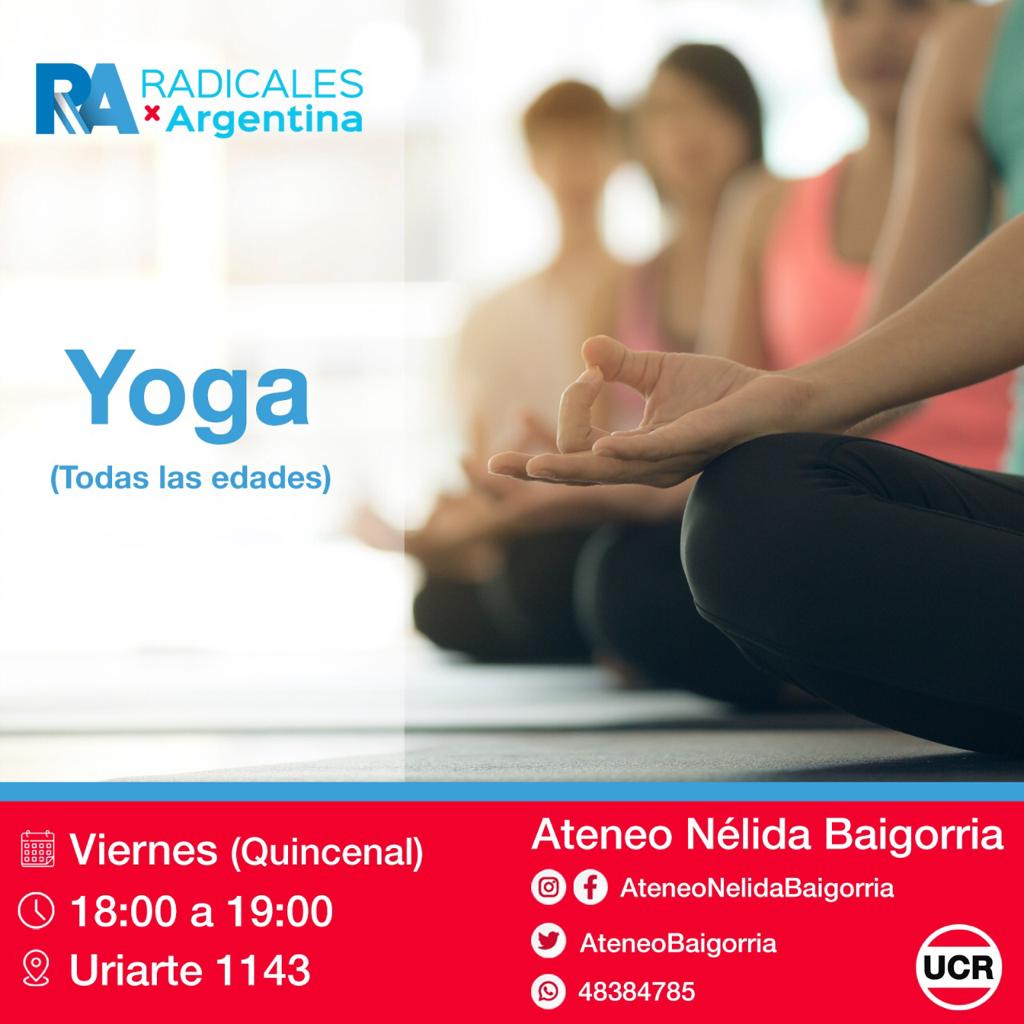 RA RADICALES
x Argentina
Yoga
(Todas las edades)
Viernes (Quincenal)
18:00 a 19:00
Uriarte 1143
Ateneo Nélida Baigorria
AteneoNelidaBaigorria
AteneoBaigorria
48384785
UCR